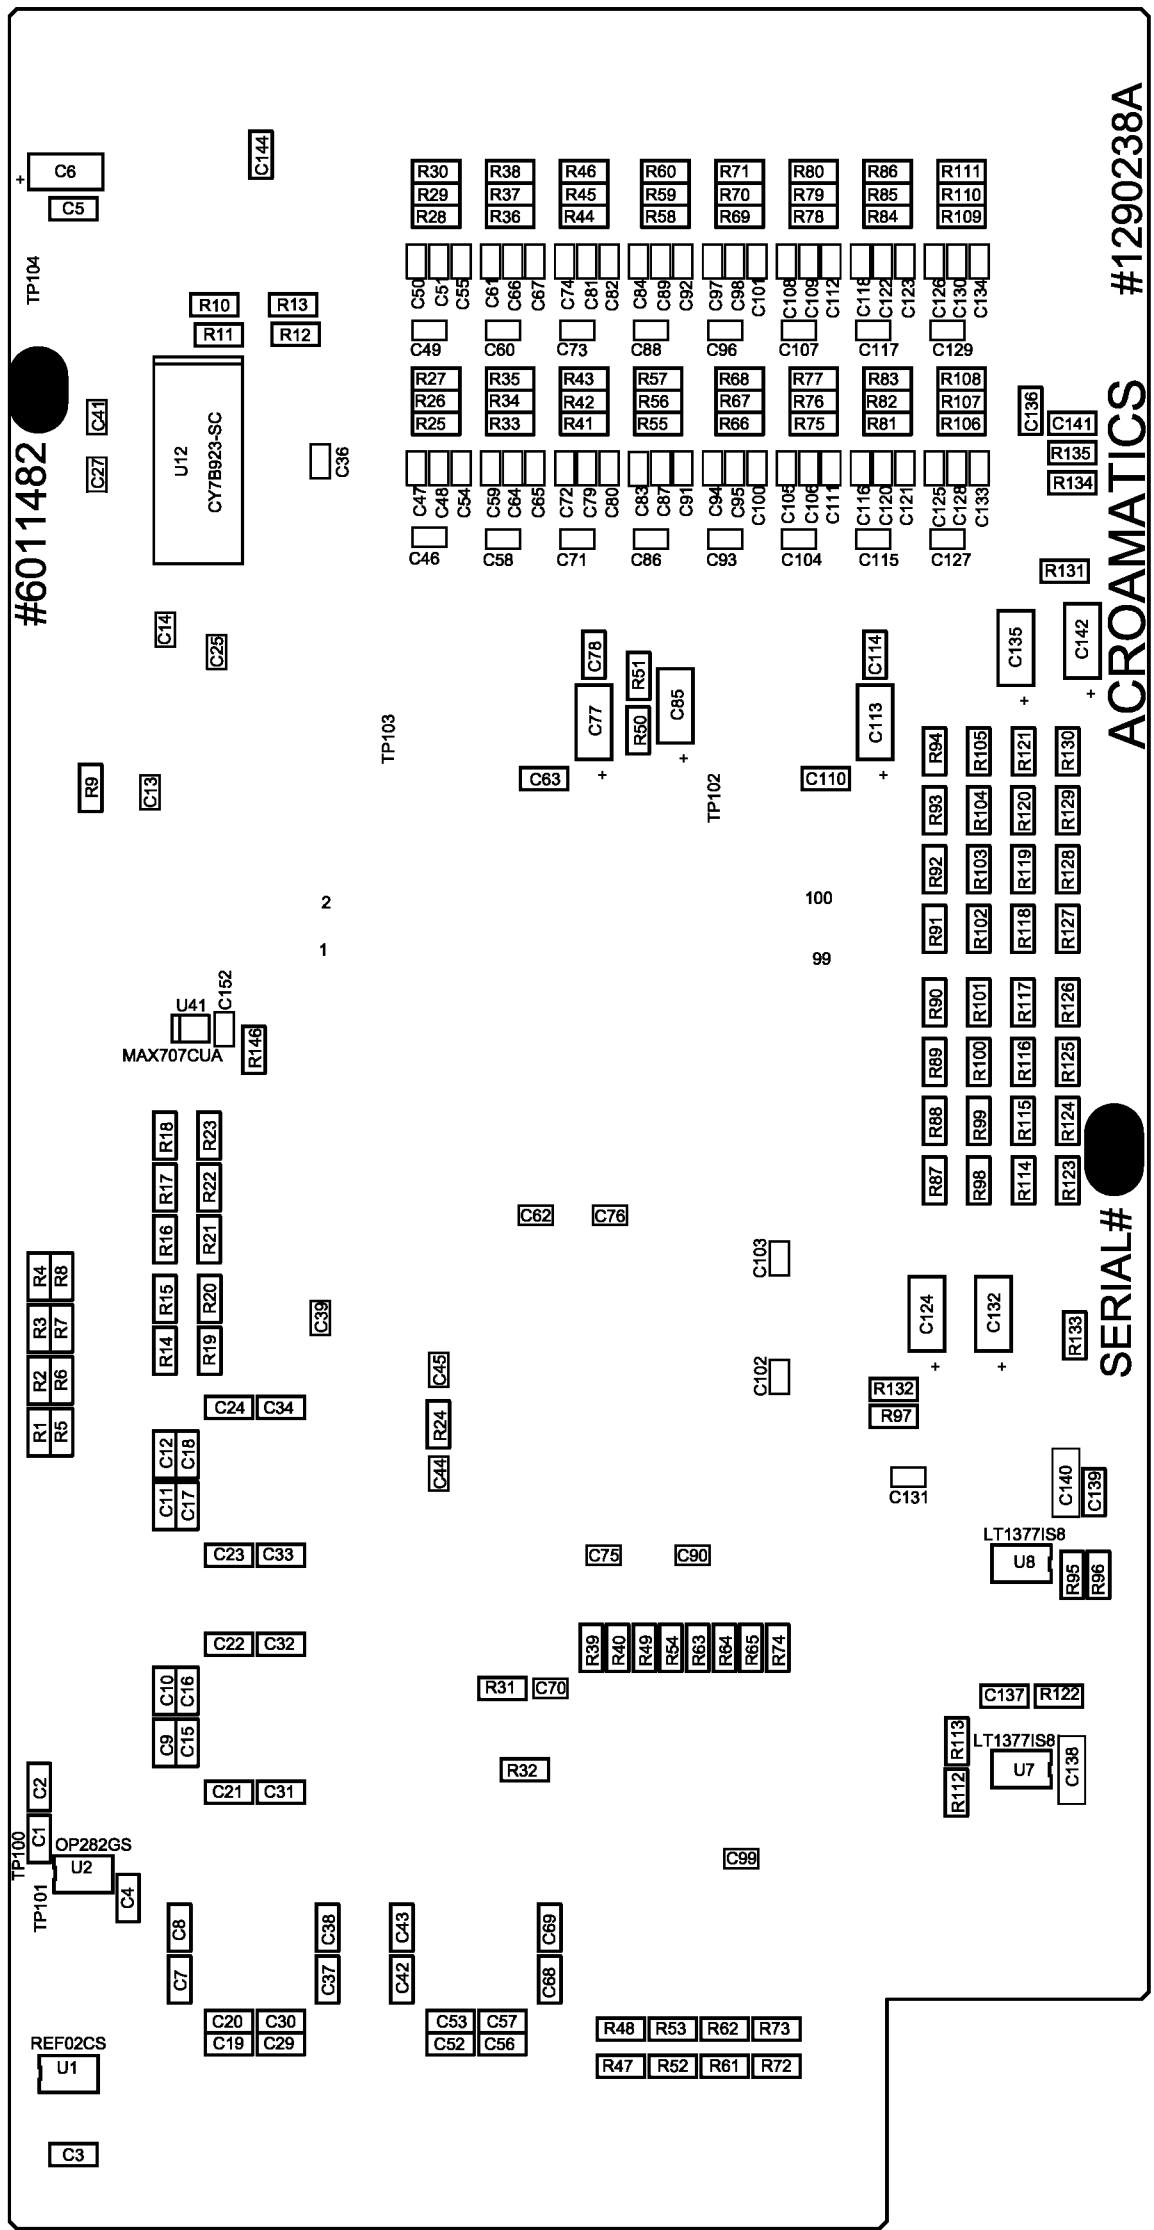 #1290238A
C144
C6
+
C5
TP104
R30 R38 R46 R60 R71 R80 R86 R111
R29 R37 R45 R59 R70 R79 R85 R110
R28 R36 R44 R58 R69 R78 R84 R109
C50 C51 C55 C61 C66 C67 C74 C81 C82 C84 C89 C92 C97 C98 C101 C108 C109 C112 C118 C122 C123 C126 C130 C134
R10 R13
R11 R12
C49 C60 C73 C88 C96 C107 C117 C129
R27 R35 R43 R57 R68 R77 R83 R108
R26 R34 R42 R56 R67 R76 R82 R107
R25 R33 R41 R55 R66 R75 R81 R106
C136
C141
R135
R134
C41
C27
#6011482
U12
CY7B923-SC
C36
ACROAMATICS
C47 C48 C54 C59 C64 C65 C72 C79 C80 C83 C87 C91 C94 C95 C100 C105 C106 C111 C116 C120 C121 C125 C128 C133
C46 C58 C71 C86 C93 C104 C115 C127
R131
C14
C25
C78
R51
C85
C77
R50
+
+
C63
C114
C113
+
C110
C135
+
C142
+
TP103
TP102
R9
C13
R94 R105 R121 R130
R93 R104 R120 R129
R92 R103 R119 R128
R91 R102 R118 R127
2
100
1
99
R90 R101 R117 R126
R89 R100 R116 R125
R88 R99 R115 R124
R87 R98 R114 R123
U41
C152
MAX707CUA
R146
R18 R23
R17 R22
R16 R21
R15 R20
R14 R19
C62 C76
C103
SERIAL#
R4 R8
R3 R7
R2 R6
R1 R5
C39
C124 C132
+
+
R133
C45
C102
R132
R97
C24 C34
R24
C12 C18
C44
C11 C17
C131
C140
C139
C23 C33
C75 C90
LT1377IS8
U8
R95 R96
C22 C32
R39 R40 R49 R54 R63 R64 R65 R74
C10 C16
R31 C70
C137 R122
C9 C15
R113
LT1377IS8
U7
C138
R112
R32
C2
C21 C31
C1
TP100
OP282GS
U2
C99
TP101
C4
C8 C38 C43 C69
C7 C37 C42 C68
C20 C30 C53 C57
C19 C29 C52 C56
R48 R53 R62 R73
R47 R52 R61 R72
REF02CS
U1
C3